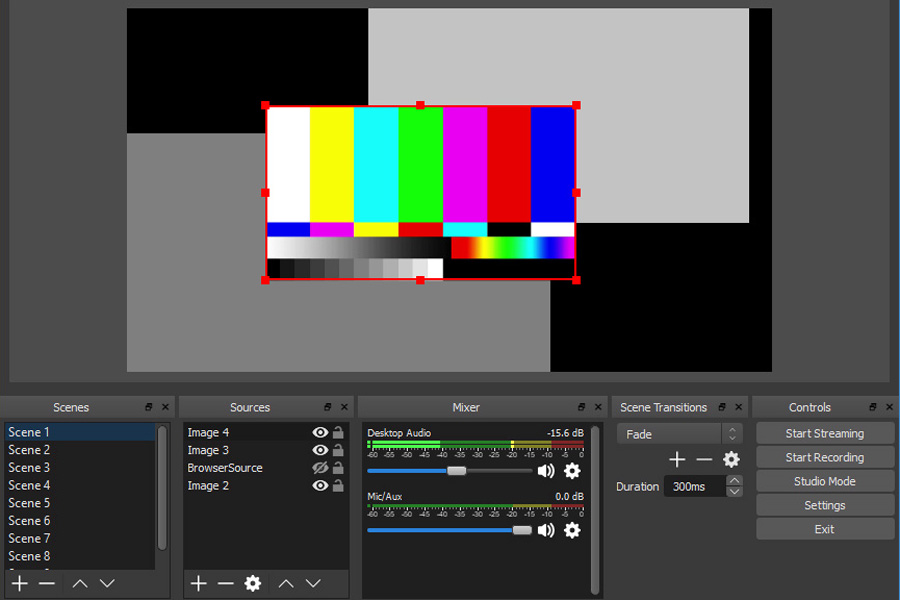 Scenes
Scene 1
Scene 2
Scene 3
Scene 4
Scene 5
Scene 6
Scene 7
Scene 8
Sources
Image 4
Image 3
BrowserSource
Image 2
Mixer
Desktop Audio -15.6 dB
-60 -55 -50 -45 -40 -35 -30 -25 -20 -15 -10 -5 0
Mic/Aux 0.0 dB
-60 -55 -50 -45 -40 -35 -30 -25 -20 -15 -10 -5 0
Scene Transitions
Fade
Duration 300ms
Controls
Start Streaming
Start Recording
Studio Mode
Settings
Exit